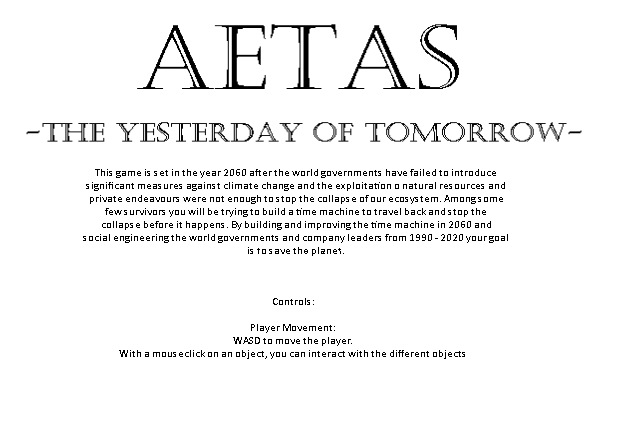 AETAS
~THE YESTERDAY OF TOMORROW~
This game is set in the year 2060 after the world governments have failed to introduce
significant measures against climate change and the exploitation o natural resources and
private endeavours were not enough to stop the collapse of our ecosystem. Among some
few survivors you will be trying to build a time machine to travel back and stop the
collapse before it happens. By building and improving the time machine in 2060 and
social engineering the world governments and company leaders from 1990 - 2020 your goal
is to save the planet.
Controls:
Player Movement:
WASD to move the player.
With a mouseclick on an object, you can interact with the different objects